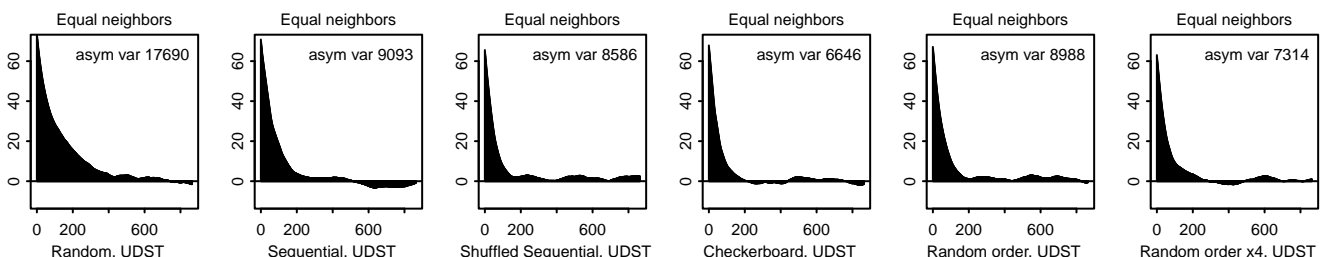 Equal neighbors
asym var 17690
60
40
20
0
0 200 600
Random, UDST
Equal neighbors
asym var 9093
60
40
20
0
0 200 600
Sequential, UDST
Equal neighbors
asym var 8586
60
40
20
0
0 200 600
Shuffled Sequential, UDST
Equal neighbors
asym var 6646
60
40
20
0
0 200 600
Checkerboard, UDST
Equal neighbors
asym var 8988
60
40
20
0
0 200 600
Random order, UDST
Equal neighbors
asym var 7314
60
40
20
0
0 200 600
Random order x4, UDST